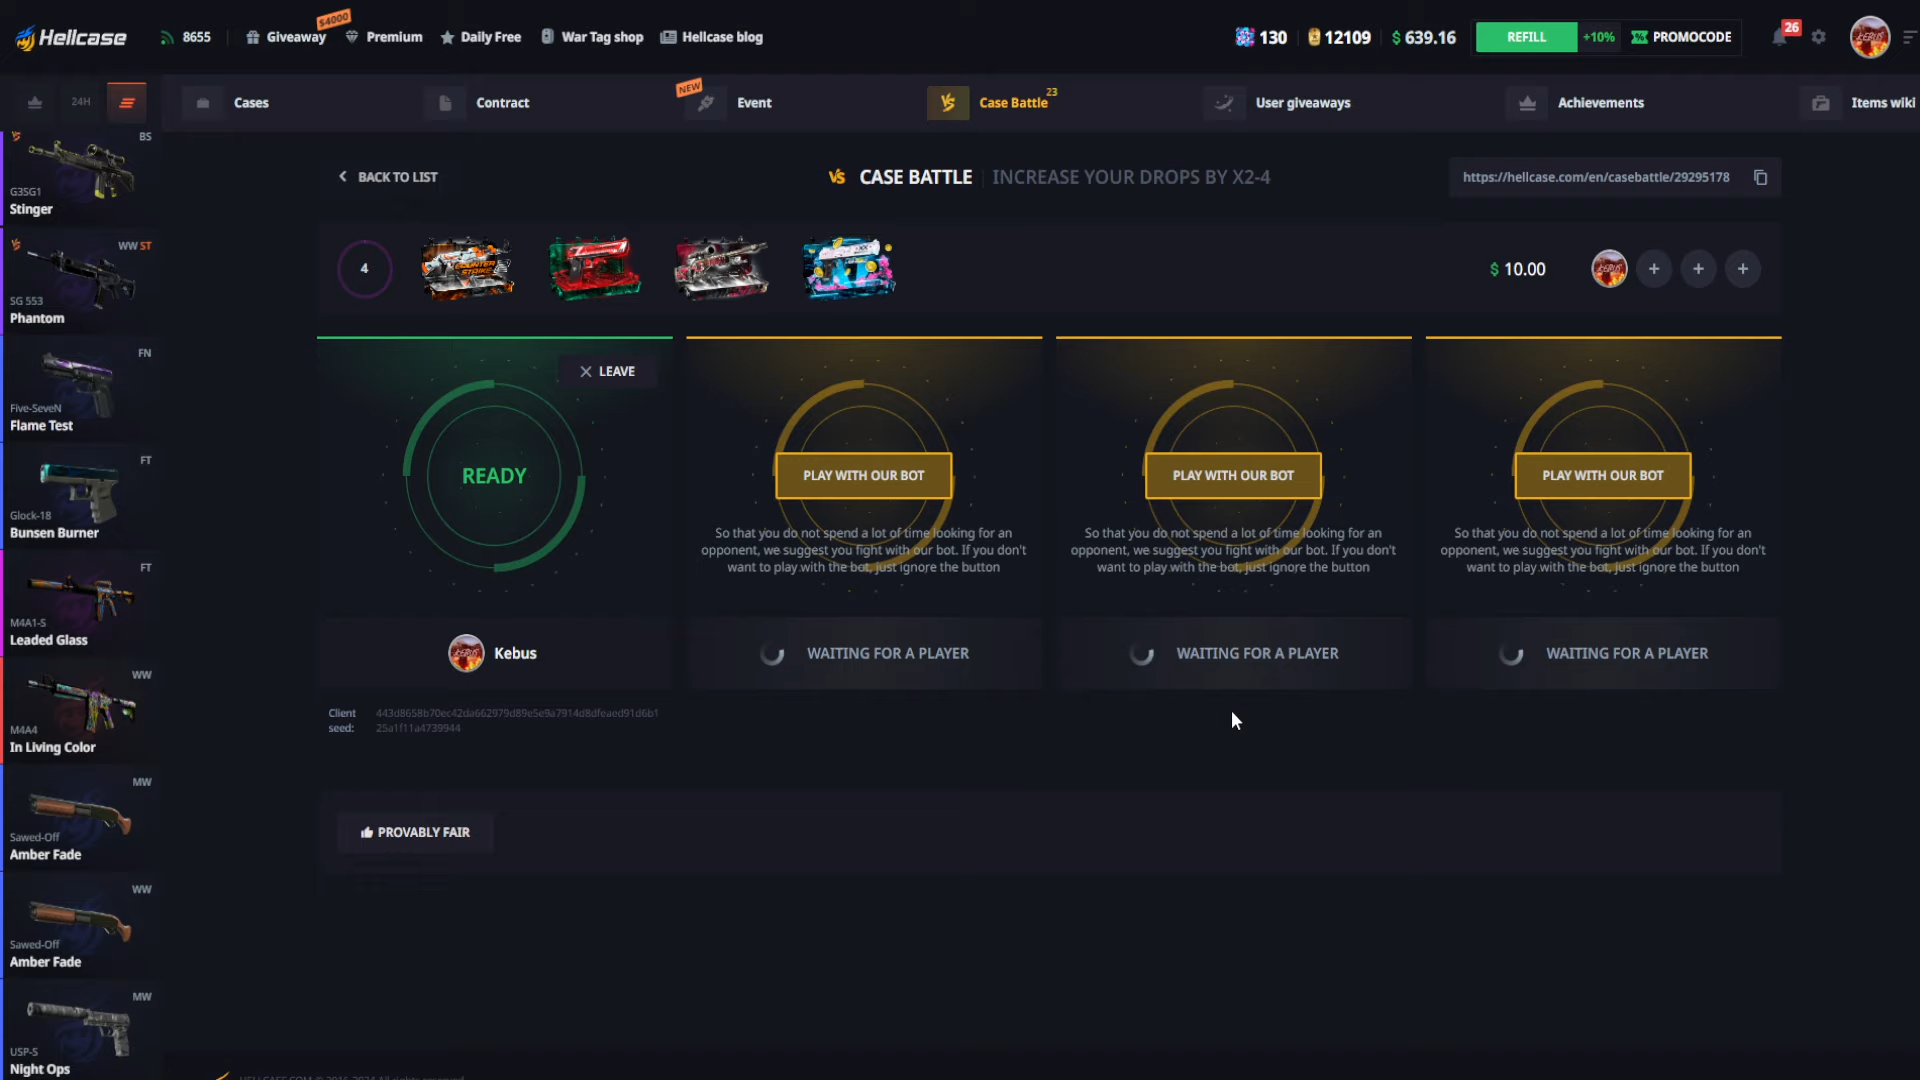 Hellcase
8655
Giveaway
$4000
Premium
Daily Free
War Tag shop
Hellcase blog
130
12109
$ 639.16
REFILL
+10%
PROMOCODE
26
24H
Cases
Contract
NEW
Event
VS
Case Battle
23
User giveaways
Achievements
Items wiki
BACK TO LIST
VS CASE BATTLE
INCREASE YOUR DROPS BY X2-4
https://hellcase.com/en/casebattle/29295178
4
$ 10.00
LEAVE
READY
Kebus
PLAY WITH OUR BOT
So that you do not spend a lot of time looking for an
opponent, we suggest you fight with our bot. If you don't
want to play with the bot, just ignore the button
WAITING FOR A PLAYER
PLAY WITH OUR BOT
So that you do not spend a lot of time looking for an
opponent, we suggest you fight with our bot. If you don't
want to play with the bot, just ignore the button
WAITING FOR A PLAYER
PLAY WITH OUR BOT
So that you do not spend a lot of time looking for an
opponent, we suggest you fight with our bot. If you don't
want to play with the bot, just ignore the button
WAITING FOR A PLAYER
Client 443d8658b70ec42da662979d89e5e9a7914d8dfeaed91d6b1
seed: 25a1f11a4739944
PROVABLY FAIR
BS
G3SG1
Stinger
WW ST
SG 553
Phantom
FN
Five-SeveN
Flame Test
FT
Glock-18
Bunsen Burner
FT
M4A1-S
Leaded Glass
WW
M4A4
In Living Color
MW
Sawed-Off
Amber Fade
WW
Sawed-Off
Amber Fade
MW
USP-S
Night Ops